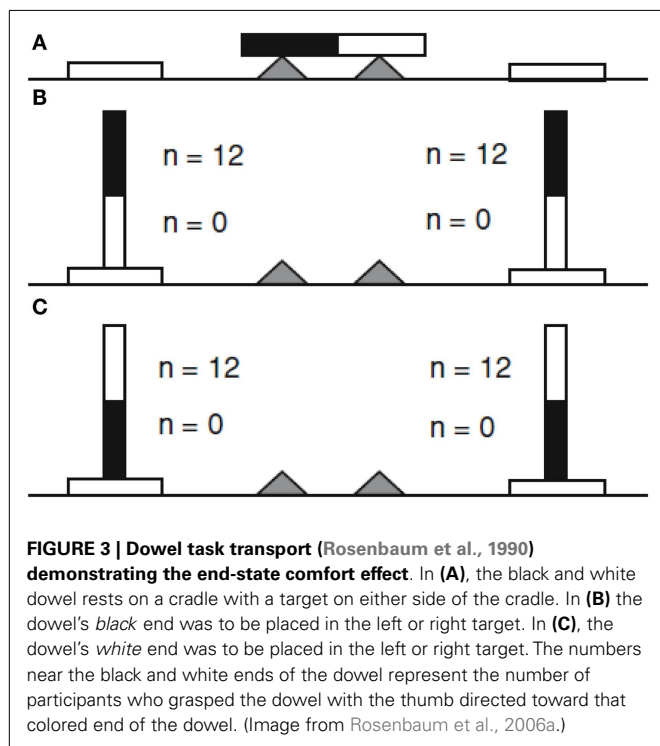 A
B
n = 12 n = 12
n = 0 n = 0
C
n = 12 n = 12
n = 0 n = 0
FIGURE 3 | Dowel task transport (Rosenbaum et al., 1990)
demonstrating the end-state comfort effect. In (A), the black and white
dowel rests on a cradle with a target on either side of the cradle. In (B) the
dowel's black end was to be placed in the left or right target. In (C), the
dowel's white end was to be placed in the left or right target. The numbers
near the black and white ends of the dowel represent the number of
participants who grasped the dowel with the thumb directed toward that
colored end of the dowel. (Image from Rosenbaum et al., 2006a.)